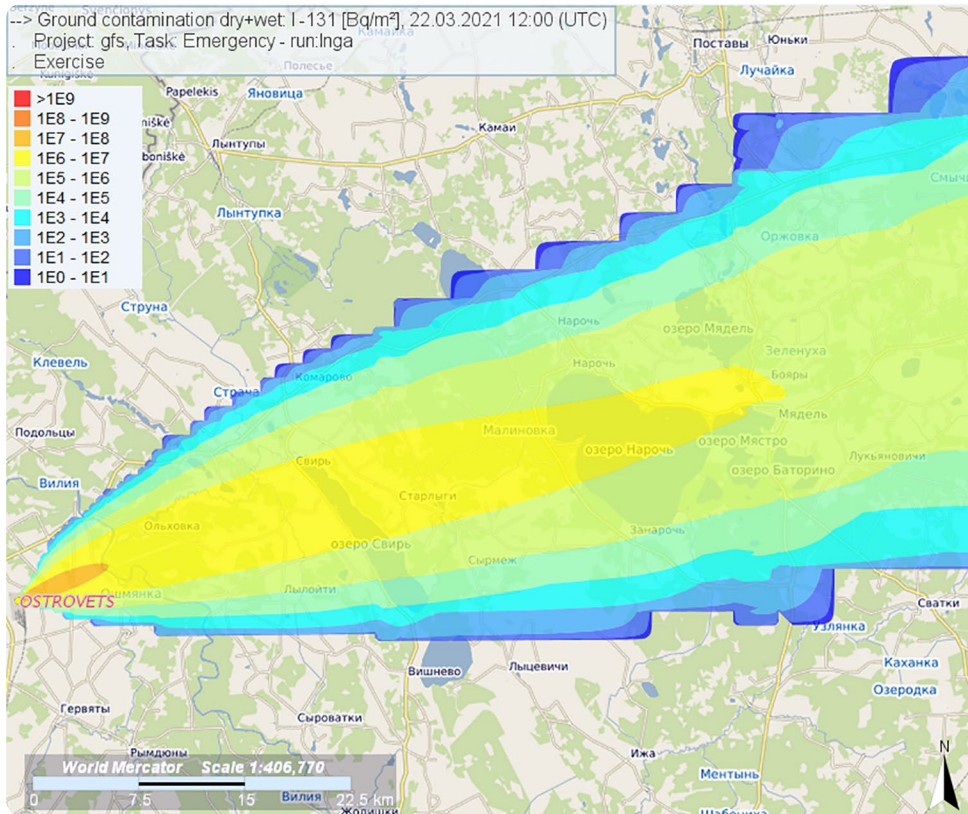 --> Ground contamination dry+wet: I-131 [Bq/m²], 22.03.2021 12:00 (UTC)
. Project: gfs, Task: Emergency - run:Inga
. Exercise
Камайка
Полесье
Поставы
Юньки
Лучайка
Papelekis
Яновица
>1E9
1E8 - 1E9
1E7 - 1E8
1E6 - 1E7
1E5 - 1E6
1E4 - 1E5
1E3 - 1E4
1E2 - 1E3
1E1 - 1E2
1E0 - 1E1
Камаи
Лынтупы
Лынтупка
Оржовка
Струна
Нарочь
озеро Мядель
Клевель
Нарочь
Зеленуха
Комарово
Бояры
Страча
Мядель
Подольцы
Малиновка
озеро Нарочь
озеро Мястро
Свирь
Лукьяновичи
озеро Баторино
Вилия
Старлыги
Ольховка
Заначочь
озеро Свирь
Сырмеж
Ошмянка
Лылойти
OSTROVETS
Сватки
Узлянка
Вишнево
Лыцевичи
Каханка
Озеродка
Гервяты
Сыроватки
Рымдюны
Ижа
World Mercator Scale 1:406,770
Ментынь
0 7.5 15 22.5 km
Вилия
Жодишки
N